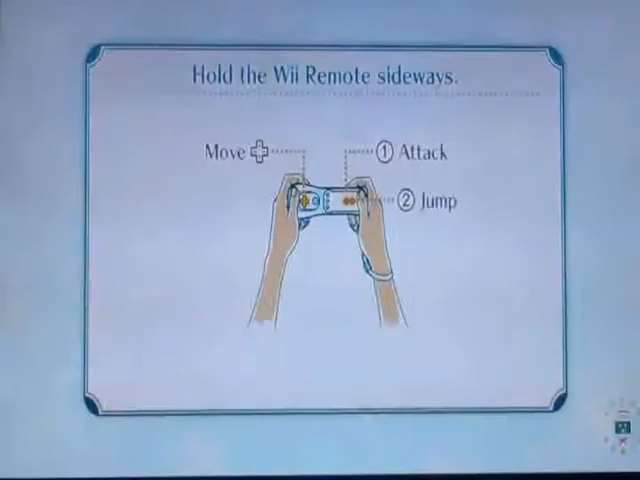 Hold the Wii Remote sideways.
Move
① Attack
② Jump